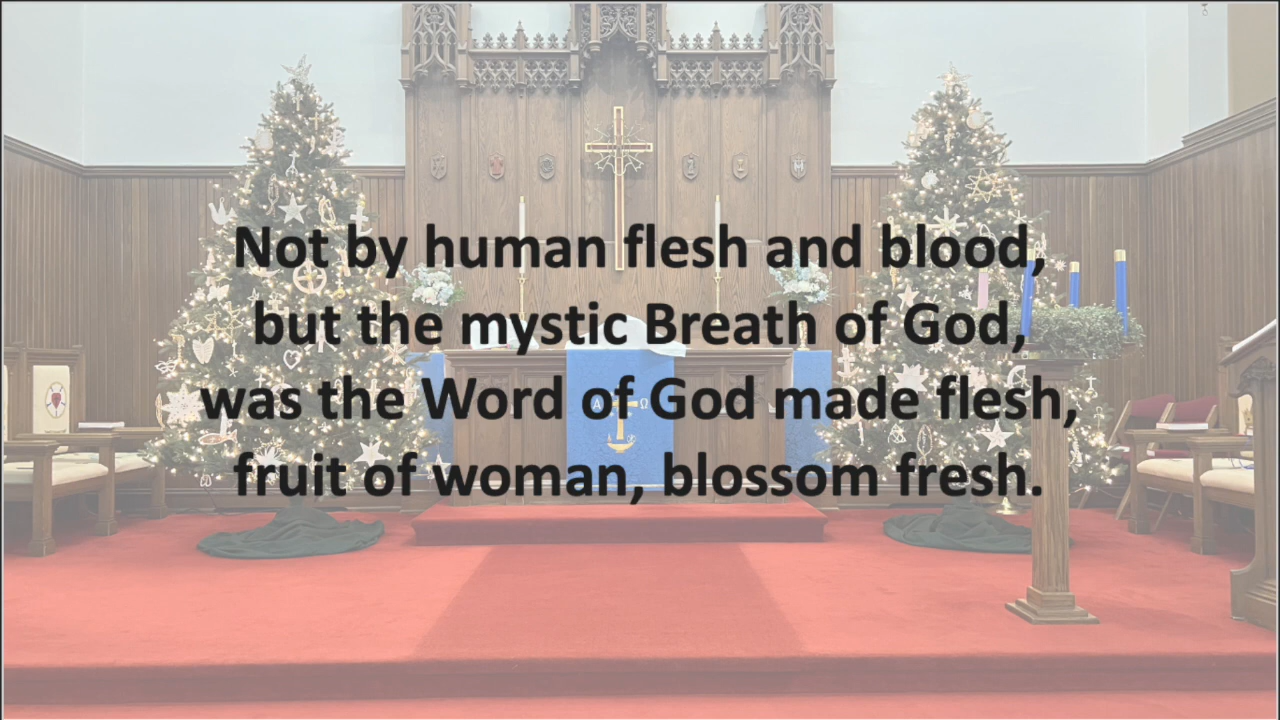 Not by human flesh and blood,
but the mystic Breath of God,
was the Word of God made flesh,
fruit of woman, blossom fresh.
A Ω